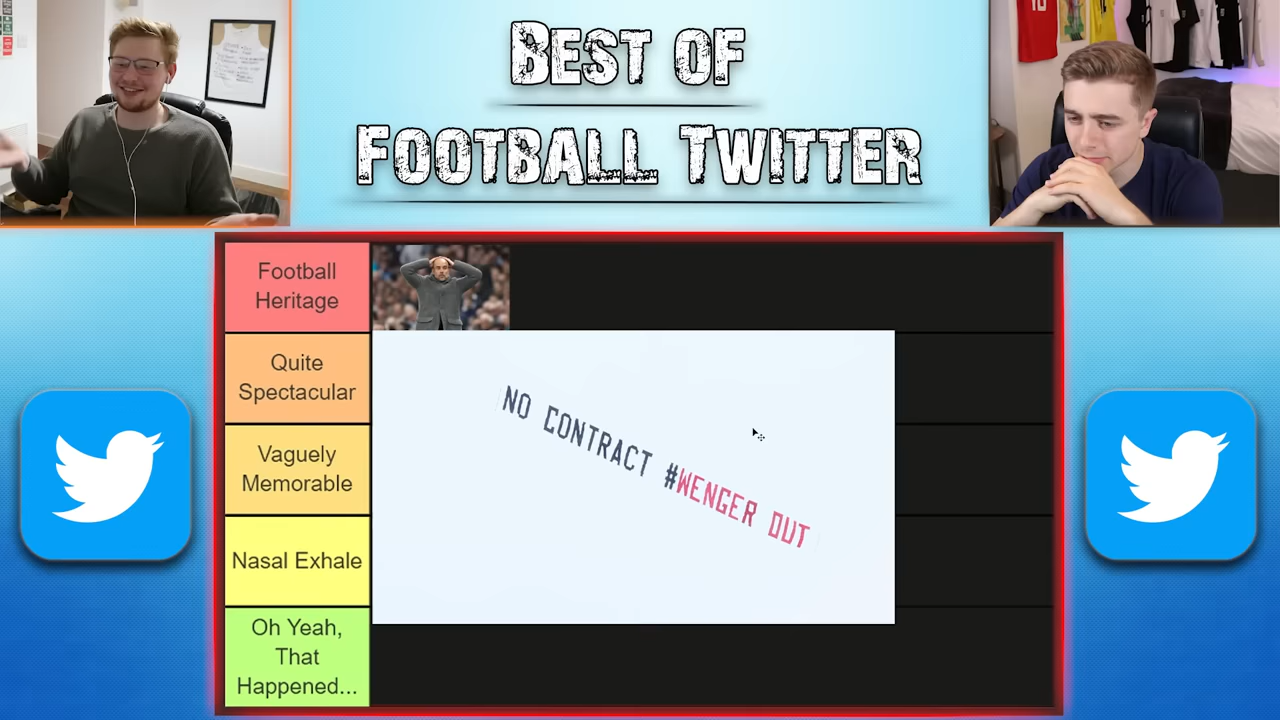 BEST OF
FOOTBALL TWITTER
Football
Heritage
Quite
Spectacular
Vaguely
Memorable
Nasal Exhale
Oh Yeah,
That
Happened...
NO CONTRACT #WENGER OUT